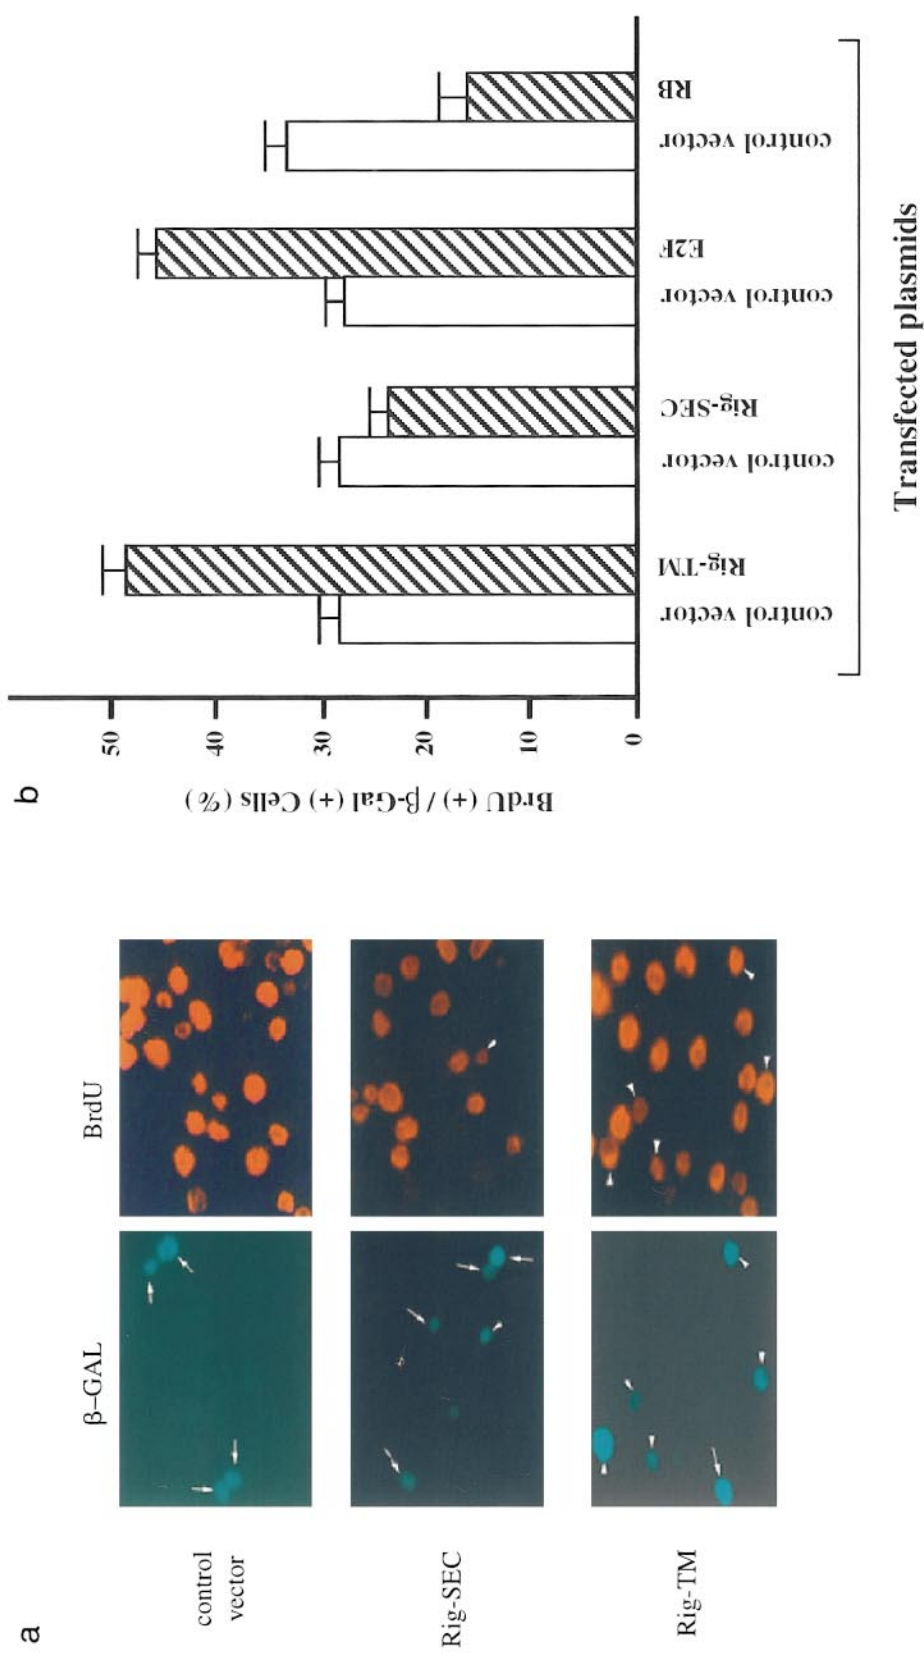 a
β–GAL
BrdU
control
vector
Rig-SEC
Rig-TM
b
BrdU (+) / β-Gal (+) Cells (%)
50
40
30
20
10
0
control vector
Rig-TM
control vector
Rig-SEC
control vector
E2F
control vector
RB
Transfected plasmids